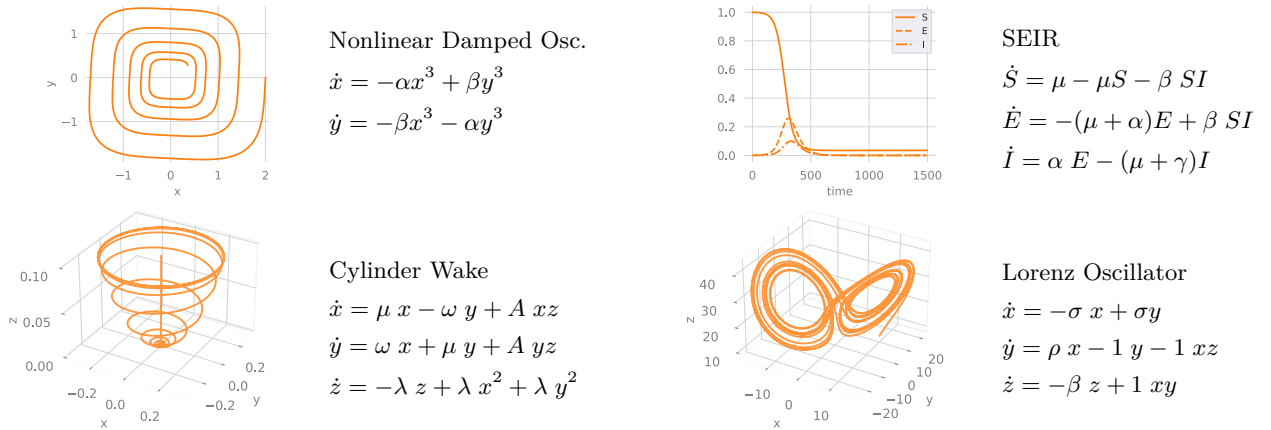 1
0
−1
y
−1
0
1
2
x
Nonlinear Damped Osc.
ẋ = −αx³ + βy³
ẏ = −βx³ − αy³
1.0
0.8
0.6
0.4
0.2
0.0
0
500
1000
1500
time
S
E
I
SEIR
Ṡ = μ − μS − β SI
Ė = −(μ + α)E + β SI
İ = α E − (μ + γ)I
0.10
0.05
0.00
z
−0.2
0.0
0.2
x
−0.2
0.0
0.2
y
Cylinder Wake
ẋ = μ x − ω y + A xz
ẏ = ω x + μ y + A yz
ż = −λ z + λ x² + λ y²
40
30
20
10
z
−10
0
10
x
−20
−10
0
10
20
y
Lorenz Oscillator
ẋ = −σ x + σy
ẏ = ρ x − 1 y − 1 xz
ż = −β z + 1 xy